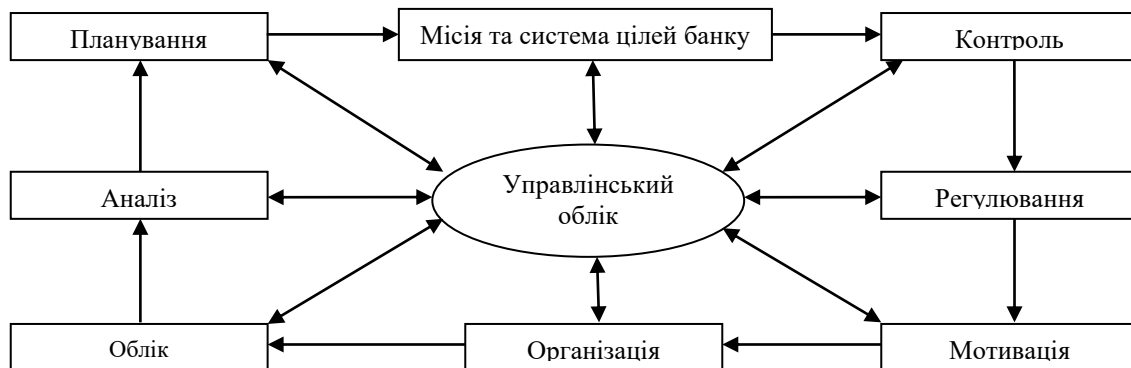 Планування
Місія та система цілей банку
Контроль
Аналіз
Управлінський
облік
Регулювання
Облік
Організація
Мотивація